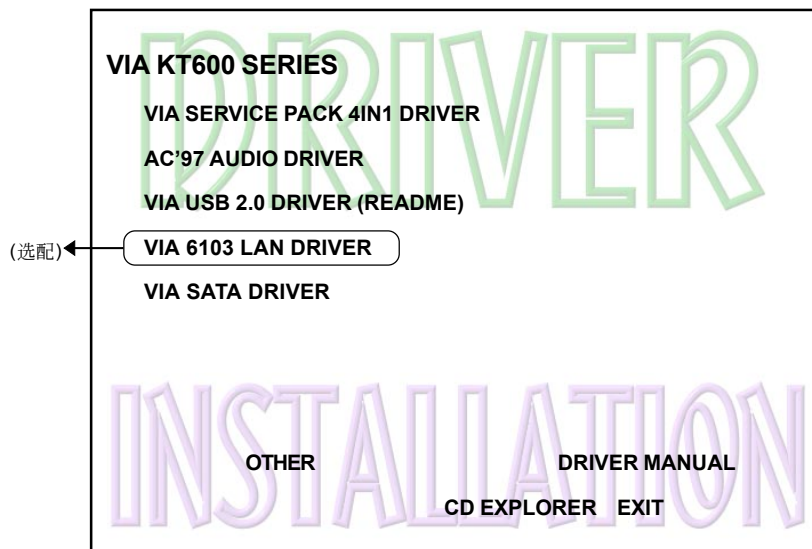 DRIVER
VIA KT600 SERIES
VIA SERVICE PACK 4IN1 DRIVER
AC'97 AUDIO DRIVER
VIA USB 2.0 DRIVER (README)
(选配) VIA 6103 LAN DRIVER
VIA SATA DRIVER
INSTALLATION
OTHER DRIVER MANUAL
CD EXPLORER EXIT